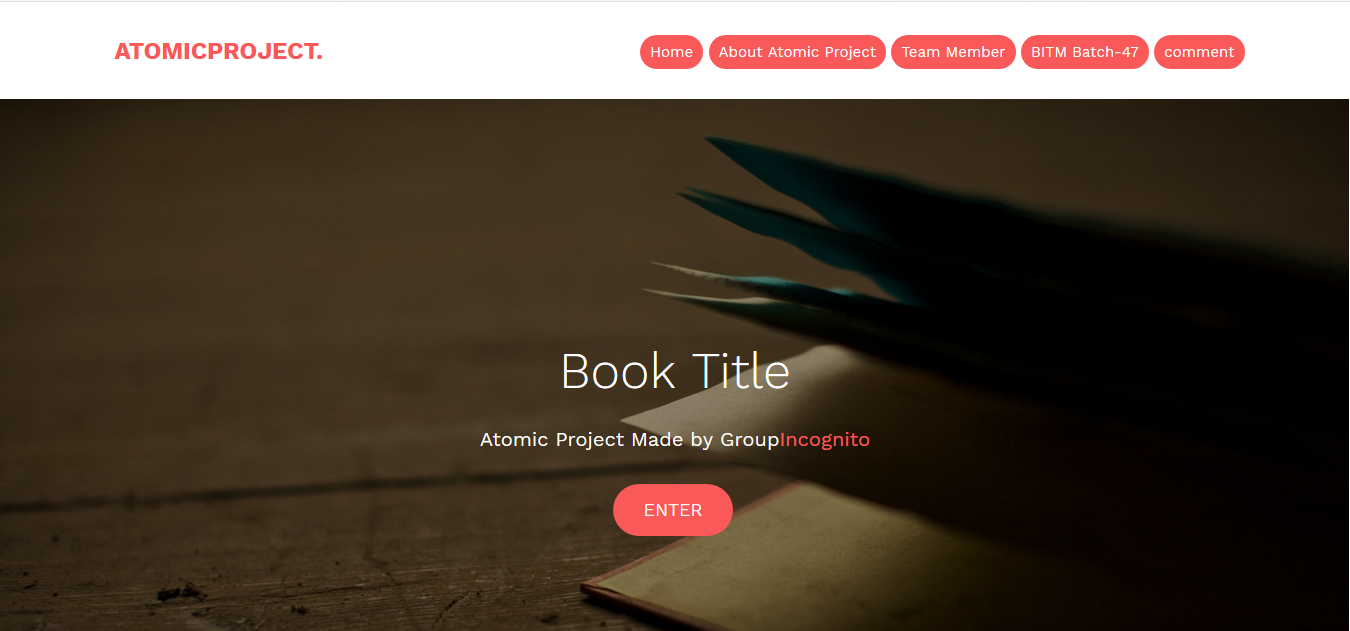 ATOMICPROJECT.
Home About Atomic Project Team Member BITM Batch-47 comment
Book Title
Atomic Project Made by GroupIncognito
ENTER